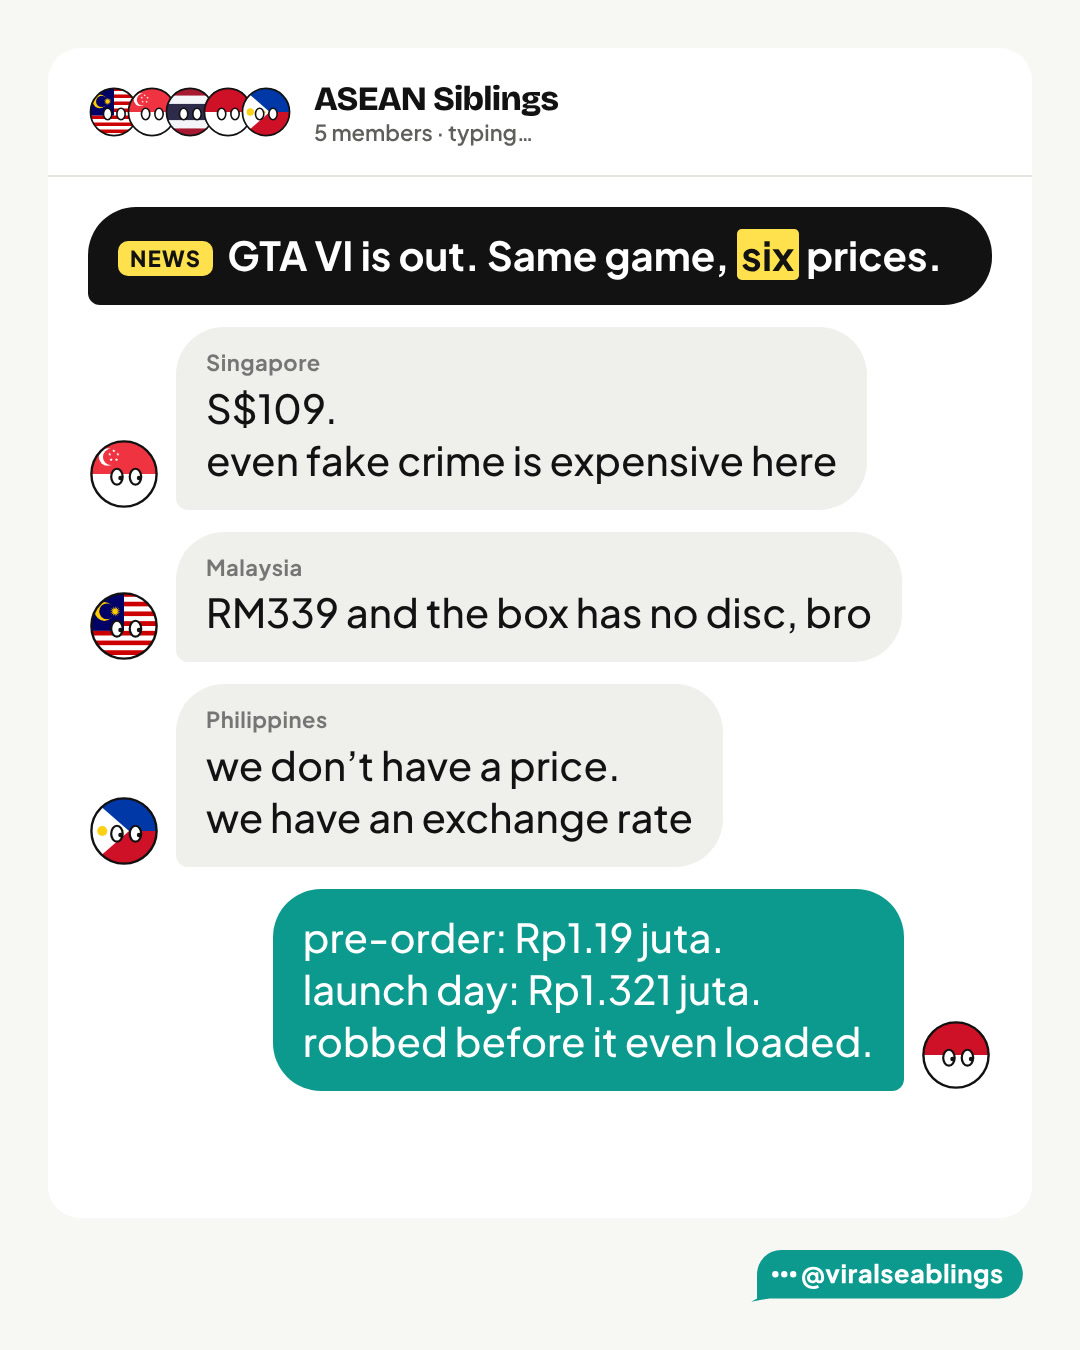 ASEAN Siblings
5 members · typing...
NEWS GTA VI is out. Same game, six prices.
Singapore
S$109.
even fake crime is expensive here
Malaysia
RM339 and the box has no disc, bro
Philippines
we don’t have a price.
we have an exchange rate
pre-order: Rp1.19 juta.
launch day: Rp1.321 juta.
robbed before it even loaded.
@viralseablings